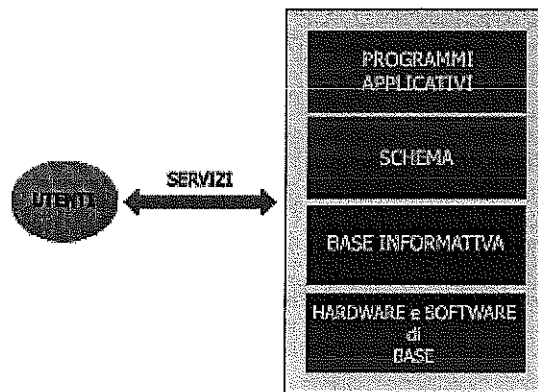 PROGRAMMI
APPLICATIVI
SCHEMA
SERVIZI
UTENTI
BASE INFORMATIVA
HARDWARE e SOFTWARE
di
BASE